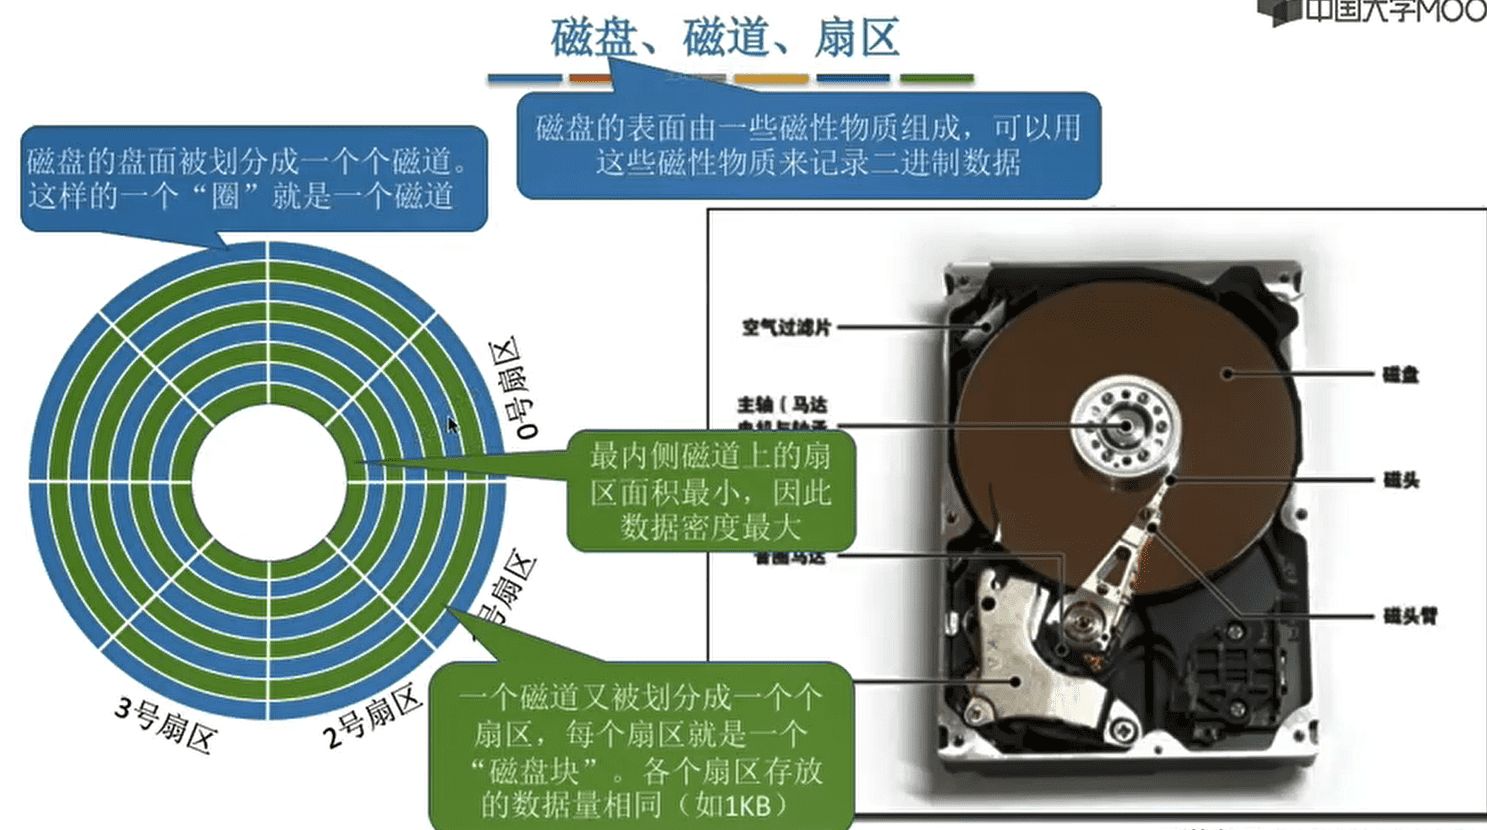 中国大学MOO
磁盘、磁道、扇区
磁盘的表面由一些磁性物质组成，可以用
这些磁性物质来记录二进制数据
磁盘的盘面被划分成一个个磁道。
这样的一个“圈”就是一个磁道
0号扇区
号扇区
2号扇区
3号扇区
最内侧磁道上的扇
区面积最小，因此
数据密度最大
一个磁道又被划分成一个个
扇区，每个扇区就是一个
“磁盘块”。各个扇区存放
的数据量相同（如1KB）
空气过滤片
主轴（马达
音圈马达
磁盘
磁头
磁头臂